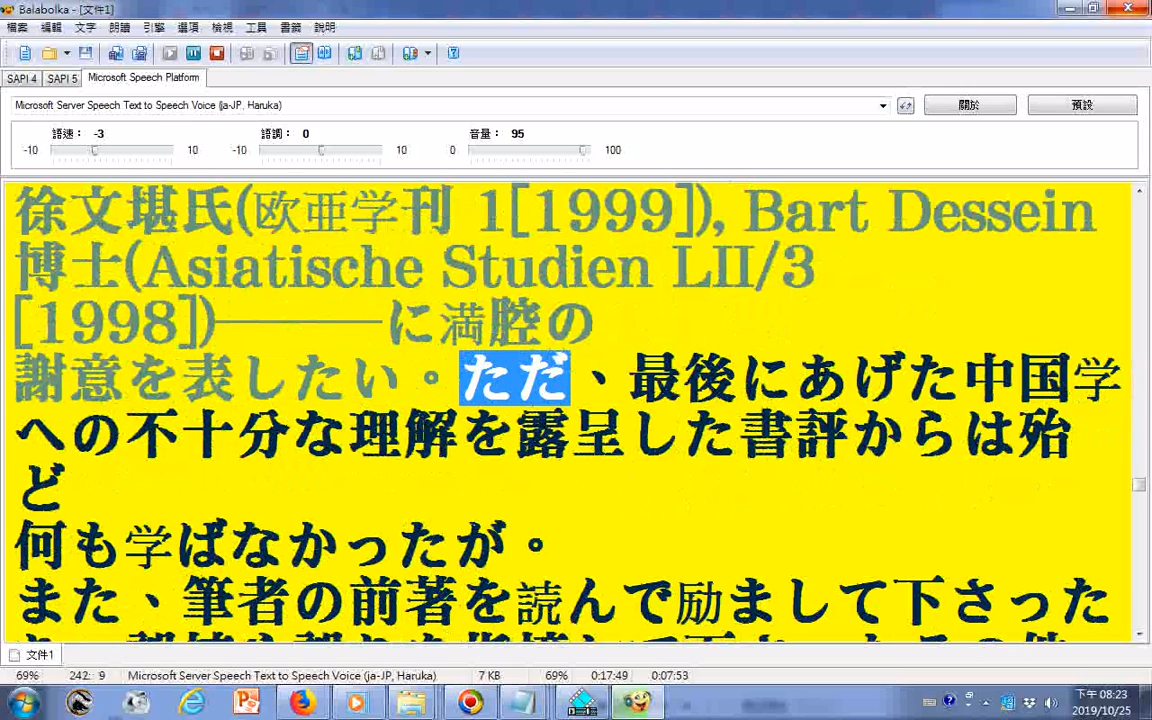 Balabolka - [文件1]
檔案 編輯 文字 朗讀 引擎 選項 檢視 工具 書籤 說明
SAPI 4 SAPI 5 Microsoft Speech Platform
Microsoft Server Speech Text to Speech Voice (ja-JP, Haruka) 關於 預設
語速： -3 語調： 0 音量： 95
-10 10 -10 10 0 100
徐文堪氏(欧亜学刊 1[1999]), Bart Dessein
博士(Asiatische Studien LII/3
[1998])———に満腔の
謝意を表したい。ただ、最後にあげた中国学
への不十分な理解を露呈した書評からは殆
ど
何も学ばなかったが。
また、筆者の前著を読んで励まして下さった
文件1
69% 242: 9 Microsoft Server Speech Text to Speech Voice (ja-JP, Haruka) 7 KB 69% 0:17:49 0:07:53
下午 08:23
2019/10/25